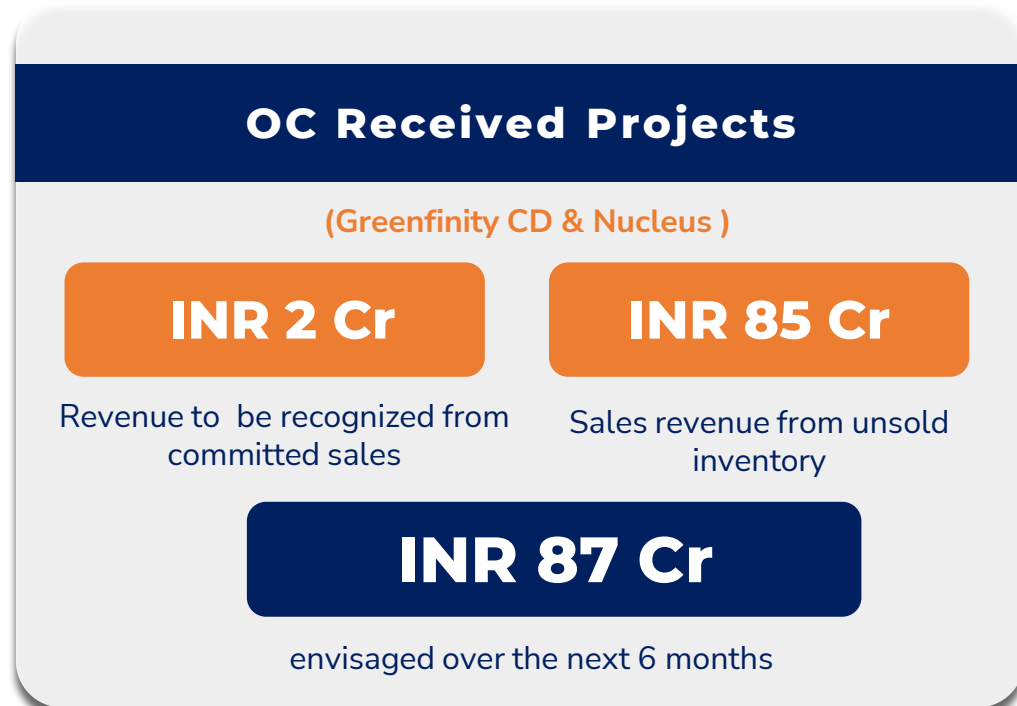 OC Received Projects
(Greenfinity CD & Nucleus )
INR 2 Cr
Revenue to  be recognized from
committed sales
INR 85 Cr
Sales revenue from unsold
inventory
INR 87 Cr
envisaged over the next 6 months